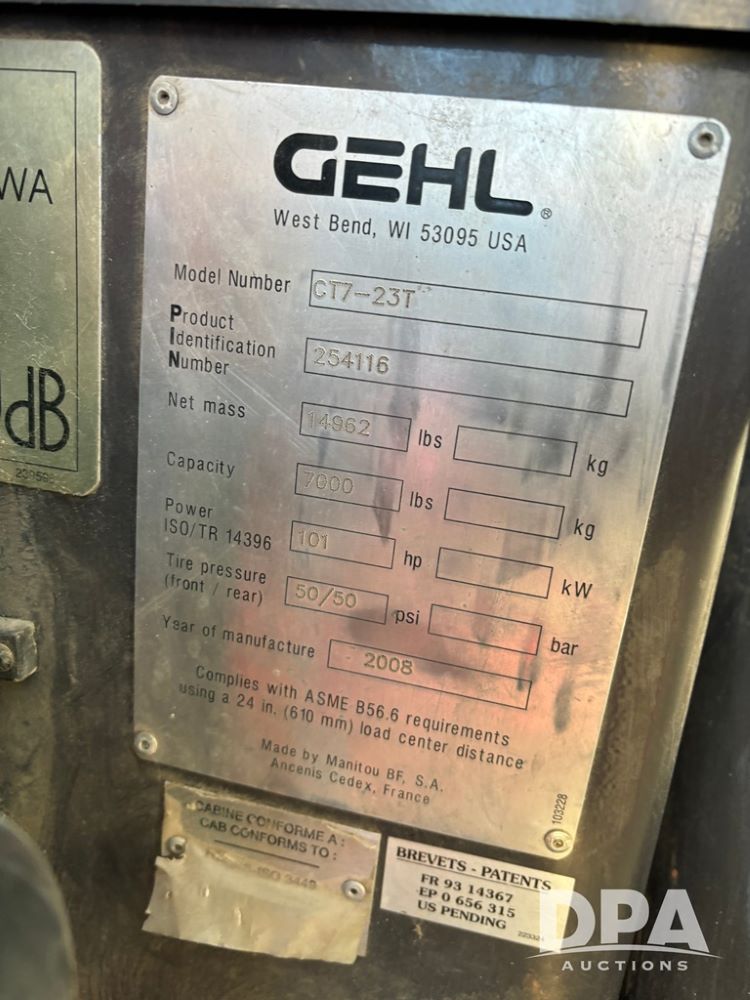 WA
dB
GEHL®
West Bend, WI 53095 USA
Model Number CT7-23T
Product
Identification
Number 254116
Net mass 14962 lbs kg
Capacity 7000 lbs kg
Power
ISO/TR 14396 101 hp kW
Tire pressure
(front / rear) 50/50 psi bar
Year of manufacture 2008
Complies with ASME B56.6 requirements
using a 24 in. (610 mm) load center distance
Made by Manitou BF, S.A.
Ancenis Cedex, France
103228
CABINE CONFORME A :
CAB CONFORMS TO :
ISO 3449
BREVETS - PATENTS
FR 93 14367
EP 0 656 315
US PENDING
DPA
AUCTIONS